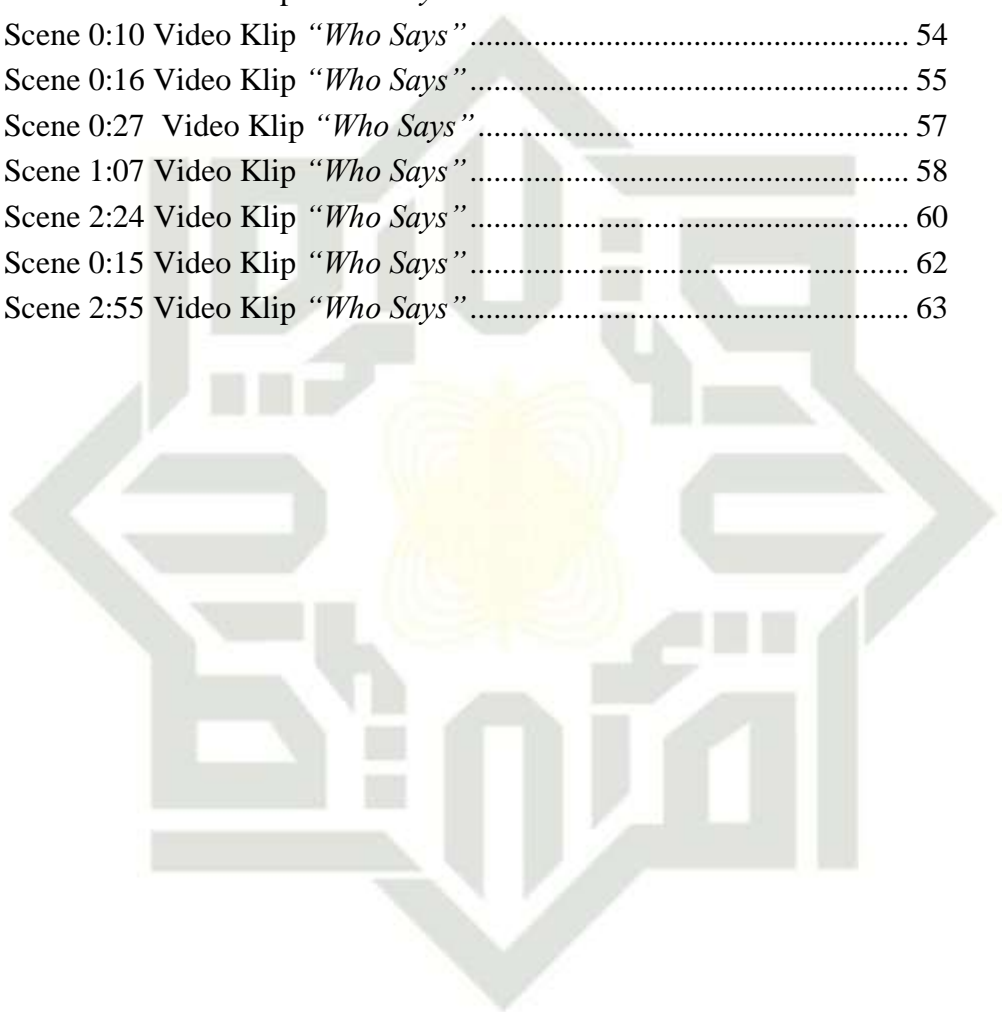 Scene 0:10 Video Klip “Who Says” ................................................................ 54
Scene 0:16 Video Klip “Who Says” ................................................................ 55
Scene 0:27  Video Klip “Who Says” ............................................................... 57
Scene 1:07 Video Klip “Who Says” ................................................................ 58
Scene 2:24 Video Klip “Who Says” ................................................................ 60
Scene 0:15 Video Klip “Who Says” ................................................................ 62
Scene 2:55 Video Klip “Who Says” ................................................................ 63